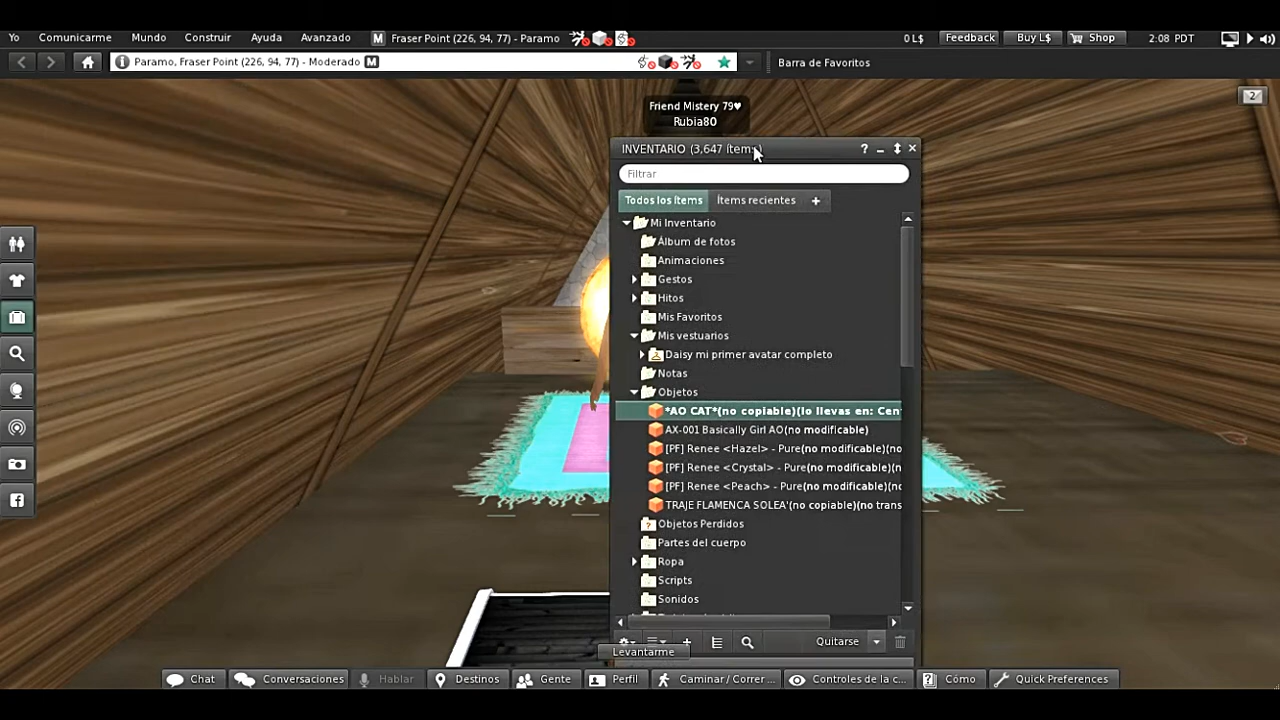 Yo Comunicarme Mundo Construir Ayuda Avanzado M Fraser Point (226, 94, 77) - Paramo 0 L$ Feedback Buy L$ Shop 2:08 PDT
Paramo, Fraser Point (226, 94, 77) - Moderado M Barra de Favoritos
2
Friend Mistery 79♥
Rubia80
INVENTARIO (3,647 ítems)
Filtrar
Todos los ítems Ítems recientes +
Mi Inventario
Álbum de fotos
Animaciones
Gestos
Hitos
Mis Favoritos
Mis vestuarios
Daisy mi primer avatar completo
Notas
Objetos
*AO CAT*(no copiable)(lo llevas en: Cen
AX-001 Basically Girl AO(no modificable)
[PF] Renee <Hazel> - Pure(no modificable)(no
[PF] Renee <Crystal> - Pure(no modificable)(n
[PF] Renee <Peach> - Pure(no modificable)(no
TRAJE FLAMENCA SOLEA'(no copiable)(no trans
Objetos Perdidos
Partes del cuerpo
Ropa
Scripts
Sonidos
Quitarse
Levantarme
Chat Conversaciones Hablar Destinos Gente Perfil Caminar / Correr ... Controles de la c... Cómo Quick Preferences